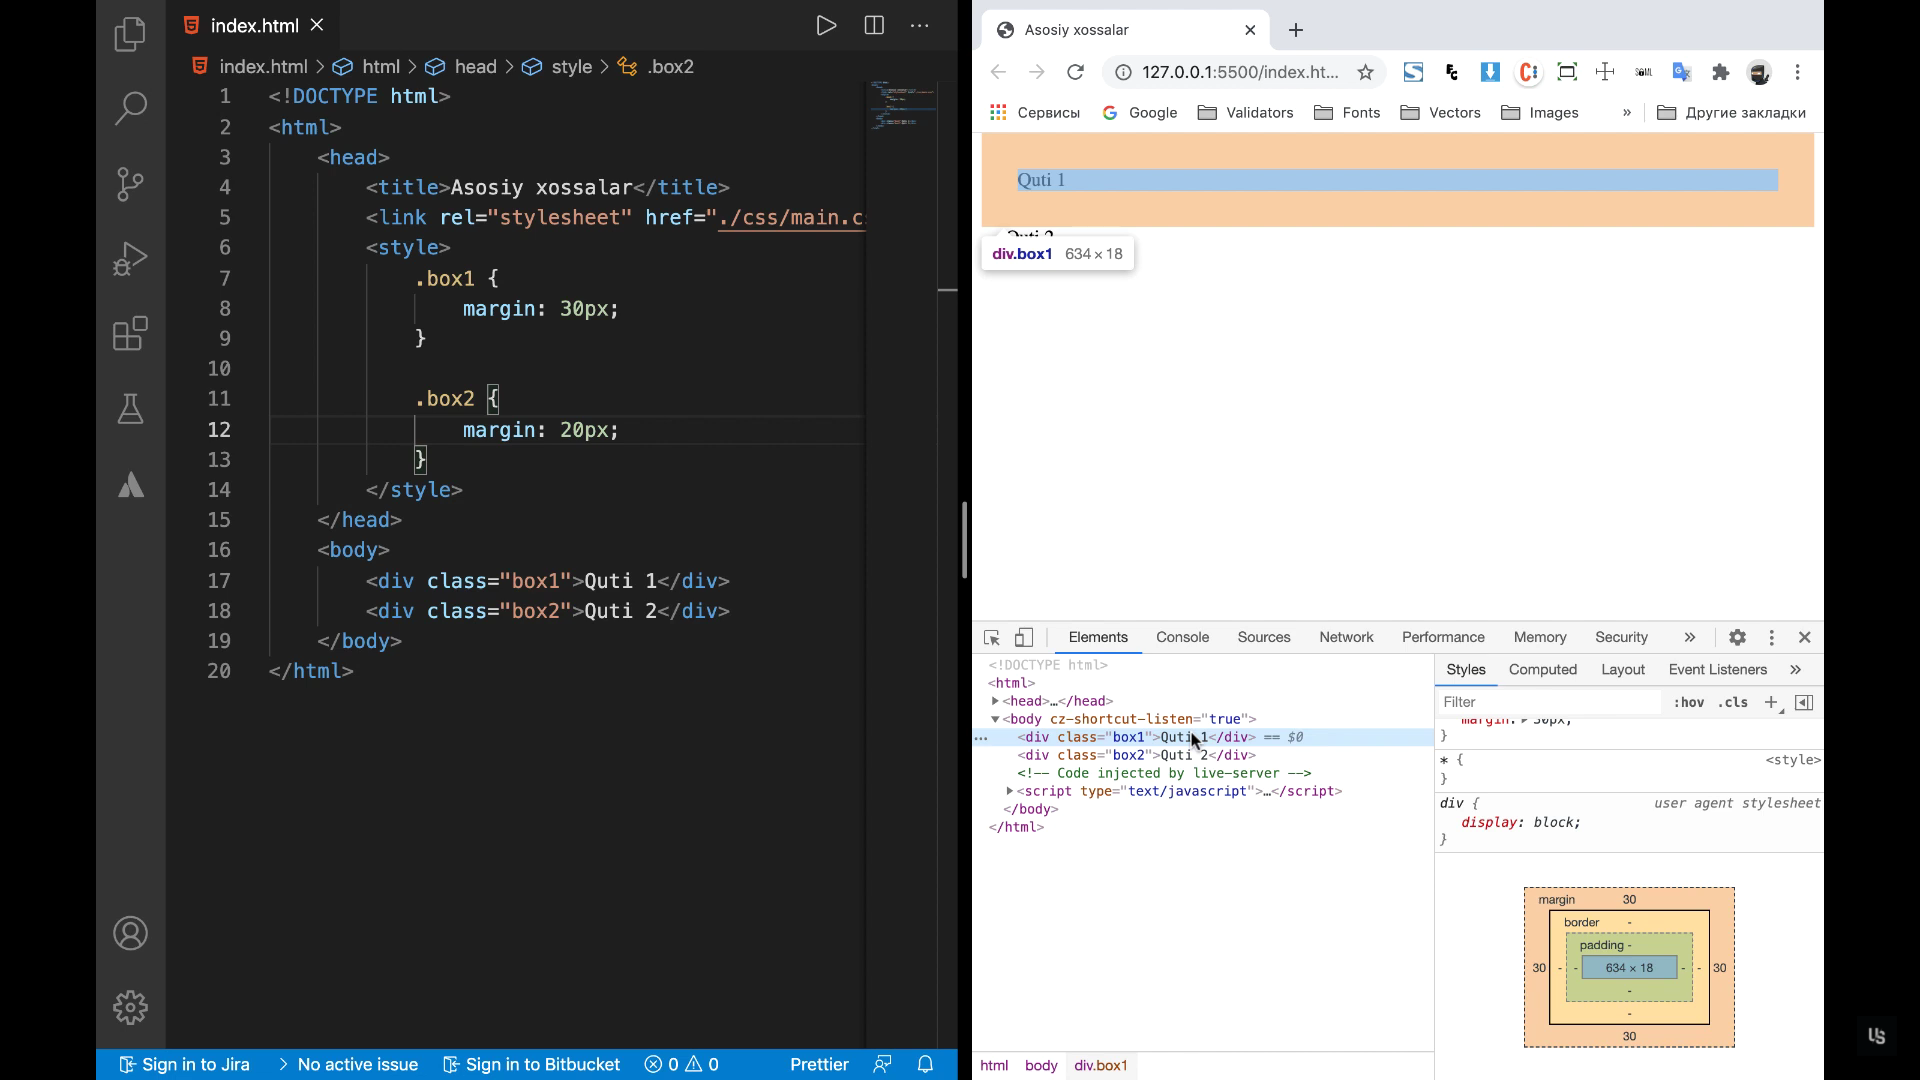 index.html
index.html > html > head > style > .box2
1 <!DOCTYPE html>
2 <html>
3 <head>
4 <title>Asosiy xossalar</title>
5 <link rel="stylesheet" href="./css/main.c
6 <style>
7 .box1 {
8 margin: 30px;
9 }
10
11 .box2 {
12 margin: 20px;
13 }
14 </style>
15 </head>
16 <body>
17 <div class="box1">Quti 1</div>
18 <div class="box2">Quti 2</div>
19 </body>
20 </html>
Sign in to Jira > No active issue Sign in to Bitbucket 0 0 Prettier
Asosiy xossalar
127.0.0.1:5500/index.ht...
Сервисы Google Validators Fonts Vectors Images » Другие закладки
Quti 1
Quti 2
div.box1 634 × 18
Elements Console Sources Network Performance Memory Security »
<!DOCTYPE html>
<html>
<head>…</head>
<body cz-shortcut-listen="true">
… <div class="box1">Quti 1</div> == $0
<div class="box2">Quti 2</div>
<!-- Code injected by live-server -->
<script type="text/javascript">…</script>
</body>
</html>
html body div.box1
Styles Computed Layout Event Listeners »
Filter :hov .cls +
margin: 30px;
}
* { <style>
}
div { user agent stylesheet
display: block;
}
margin 30
border -
padding -
30 - - 634 × 18 - - 30
-
-
30